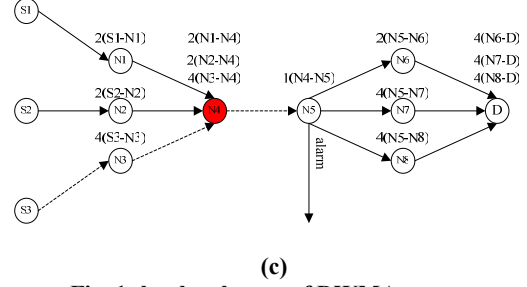 S1
2(S1-N1) 2(N1-N4) 2(N5-N6) 4(N6-D)
N1 2(N2-N4) N6 4(N7-D)
2(S2-N2) 4(N3-N4) 1(N4-N5) 4(N5-N7) 4(N8-D)
S2 N2 N4 N5 N7 D
4(S3-N3) alarm 4(N5-N8)
N3 N8
S3
(c)